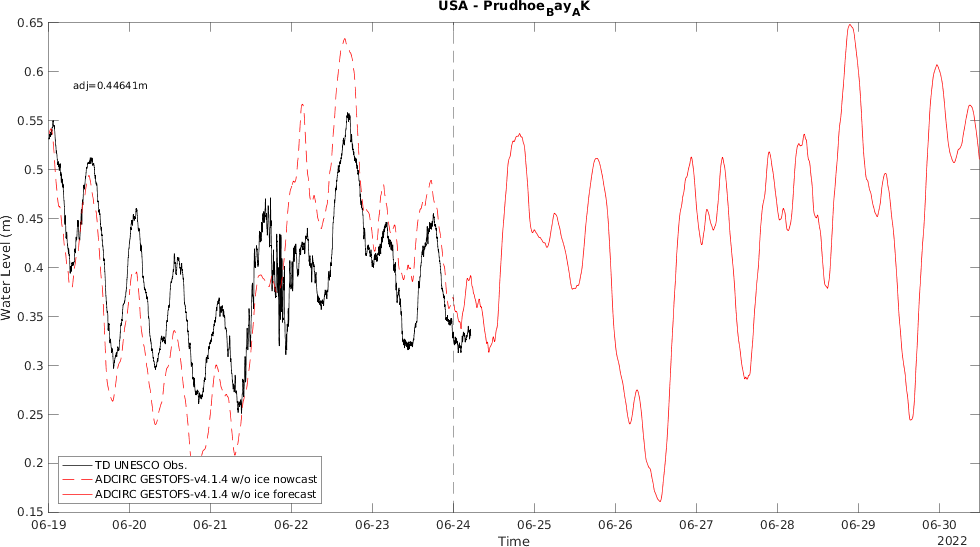 USA - PrudhoeBayAK
adj=0.44641m
Water Level (m)
0.65
0.6
0.55
0.5
0.45
0.4
0.35
0.3
0.25
0.2
0.15
TD UNESCO Obs.
ADCIRC GESTOFS-v4.1.4 w/o ice nowcast
ADCIRC GESTOFS-v4.1.4 w/o ice forecast
06-19 06-20 06-21 06-22 06-23 06-24 06-25 06-26 06-27 06-28 06-29 06-30
Time
2022